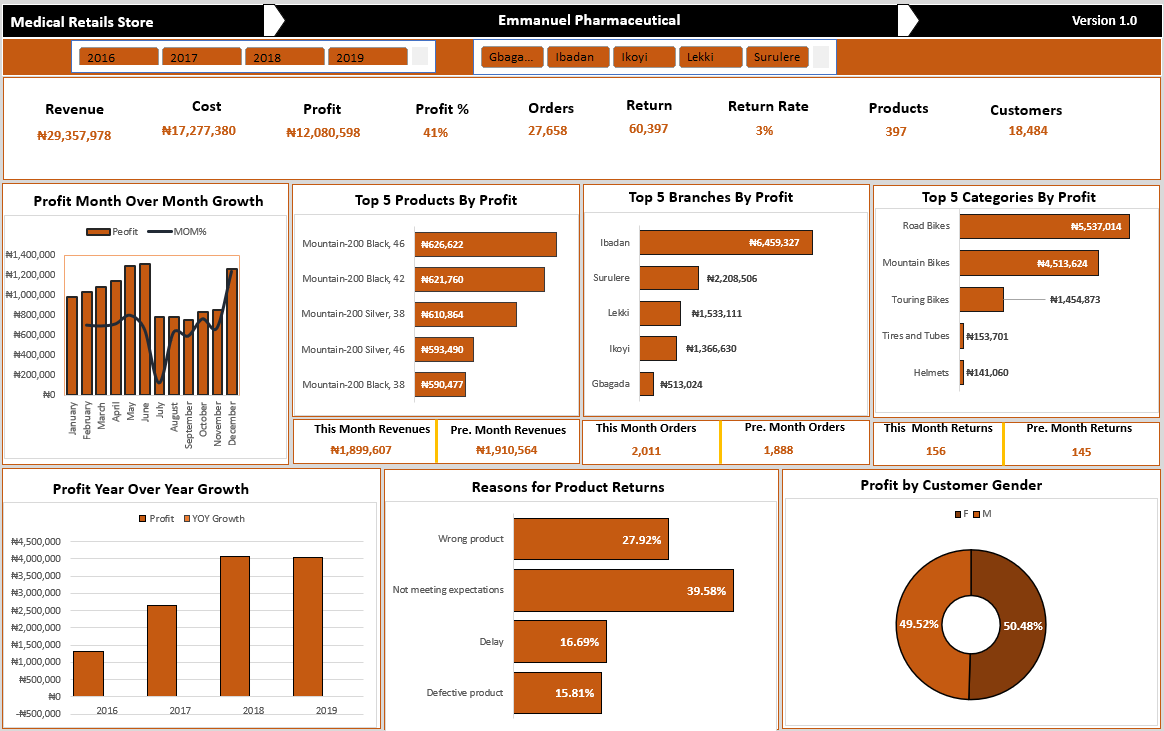 Medical Retails Store
Emmanuel Pharmaceutical
Version 1.0
2016 2017 2018 2019
Gbaga... Ibadan Ikoyi Lekki Surulere
Revenue
₦29,357,978
Cost
₦17,277,380
Profit
₦12,080,598
Profit %
41%
Orders
27,658
Return
60,397
Return Rate
3%
Products
397
Customers
18,484
Profit Month Over Month Growth
Peofit MOM%
₦1,400,000
₦1,200,000
₦1,000,000
₦800,000
₦600,000
₦400,000
₦200,000
₦0
January
February
March
April
May
June
July
August
September
October
November
December
Top 5 Products By Profit
Mountain-200 Black, 46 ₦626,622
Mountain-200 Black, 42 ₦621,760
Mountain-200 Silver, 38 ₦610,864
Mountain-200 Silver, 46 ₦593,490
Mountain-200 Black, 38 ₦590,477
Top 5 Branches By Profit
Ibadan ₦6,459,327
Surulere ₦2,208,506
Lekki ₦1,533,111
Ikoyi ₦1,366,630
Gbagada ₦513,024
Top 5 Categories By Profit
Road Bikes ₦5,537,014
Mountain Bikes ₦4,513,624
Touring Bikes ₦1,454,873
Tires and Tubes ₦153,701
Helmets ₦141,060
This Month Revenues
₦1,899,607
Pre. Month Revenues
₦1,910,564
This Month Orders
2,011
Pre. Month Orders
1,888
This Month Returns
156
Pre. Month Returns
145
Profit Year Over Year Growth
Profit YOY Growth
₦4,500,000
₦4,000,000
₦3,500,000
₦3,000,000
₦2,500,000
₦2,000,000
₦1,500,000
₦1,000,000
₦500,000
₦0
-₦500,000
2016 2017 2018 2019
Reasons for Product Returns
Wrong product 27.92%
Not meeting expectations 39.58%
Delay 16.69%
Defective product 15.81%
Profit by Customer Gender
F M
49.52% 50.48%